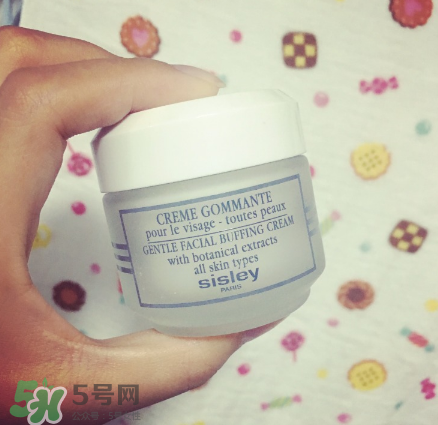 CREME GOMMANTE
pour le visage - toutes peaux
GENTLE FACIAL BUFFING CREAM
with botanical extracts
all skin types
sisley
PARIS
5号网